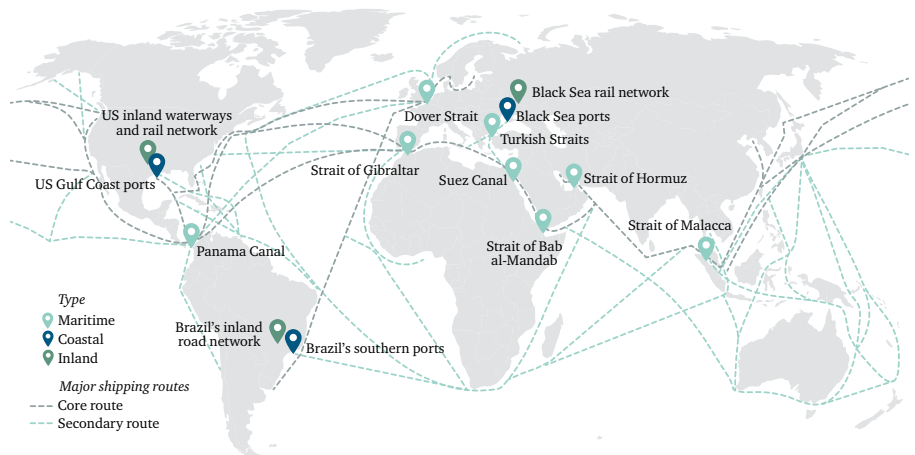 US inland waterways
and rail network
US Gulf Coast ports
Panama Canal
Dover Strait
Strait of Gibraltar
Black Sea rail network
Black Sea ports
Turkish Straits
Suez Canal
Strait of Hormuz
Strait of Bab
al-Mandab
Strait of Malacca
Brazil's inland
road network
Brazil's southern ports
Type
Maritime
Coastal
Inland
Major shipping routes
Core route
Secondary route